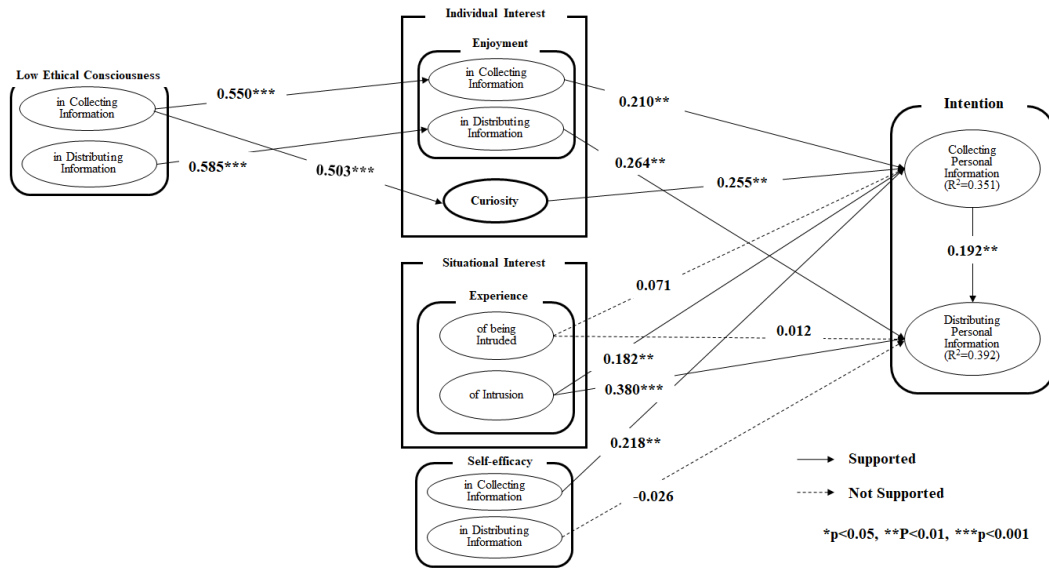 Individual Interest
Enjoyment
Low Ethical Consciousness
in Collecting
Information
in Distributing
Information
0.550***
0.585***
0.503***
in Collecting
Information
in Distributing
Information
Curiosity
0.210**
0.264**
0.255**
Intention
Collecting
Personal
Information
(R²=0.351)
0.192**
Distributing
Personal
Information
(R²=0.392)
Situational Interest
Experience
of being
Intruded
of Intrusion
0.071
0.012
0.182**
0.380***
0.218**
-0.026
Self-efficacy
in Collecting
Information
in Distributing
Information
Supported
Not Supported
*p<0.05, **P<0.01, ***p<0.001